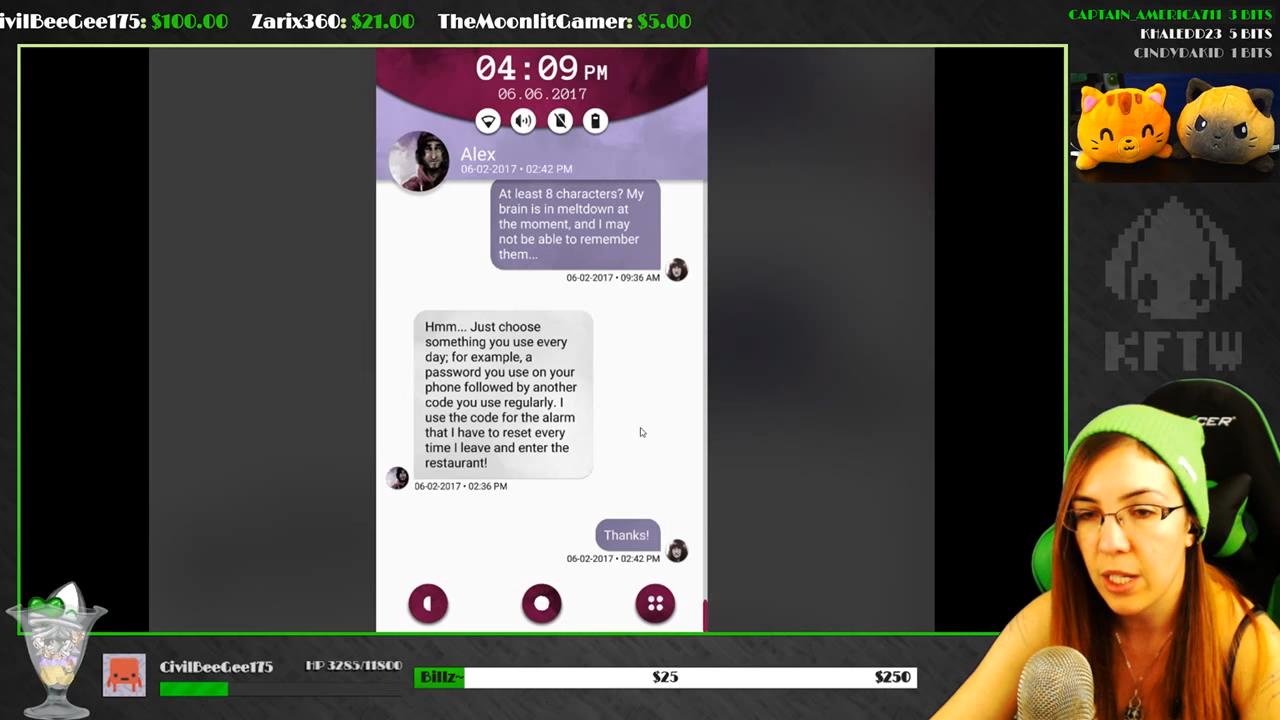 ivilBeeGee175: $100.00 Zarix360: $21.00 TheMoonlitGamer: $5.00
CAPTAIN_AMERICA711 3 BITS
KHALEDD23 5 BITS
CINDYDAKID 1 BITS
04:09 PM
06.06.2017
Alex
06-02-2017 • 02:42 PM
At least 8 characters? My
brain is in meltdown at
the moment, and I may
not be able to remember
them...
06-02-2017 • 09:36 AM
Hmm... Just choose
something you use every
day; for example, a
password you use on your
phone followed by another
code you use regularly. I
use the code for the alarm
that I have to reset every
time I leave and enter the
restaurant!
06-02-2017 • 02:36 PM
Thanks!
06-02-2017 • 02:42 PM
KFTW
CER
CivilBeeGee175 HP 3285/11800
Billz~ $25 $250